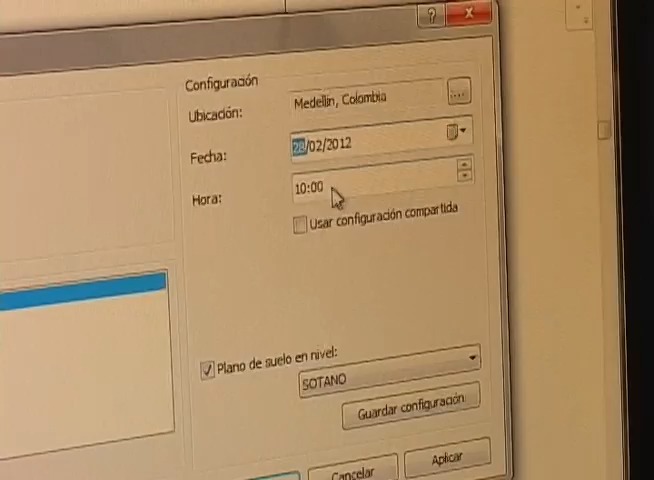 Configuración
Ubicación:
Medellin, Colombia
....
Fecha:
28/02/2012
Hora:
10:00
Usar configuración compartida
Plano de suelo en nivel:
SOTANO
Guardar configuración
Cancelar
Aplicar